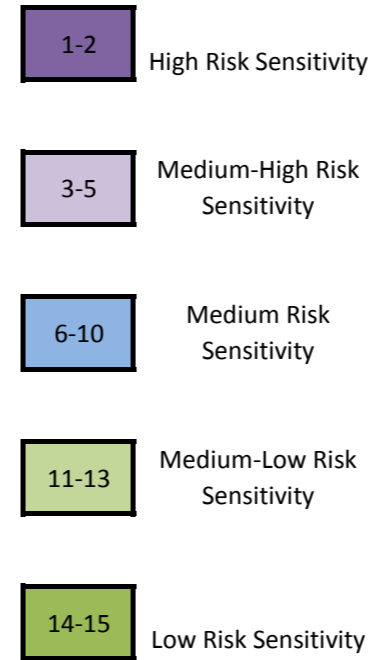 1-2
High Risk Sensitivity
3-5
Medium-High Risk
Sensitivity
6-10
Medium Risk
Sensitivity
11-13
Medium-Low Risk
Sensitivity
14-15
Low Risk Sensitivity